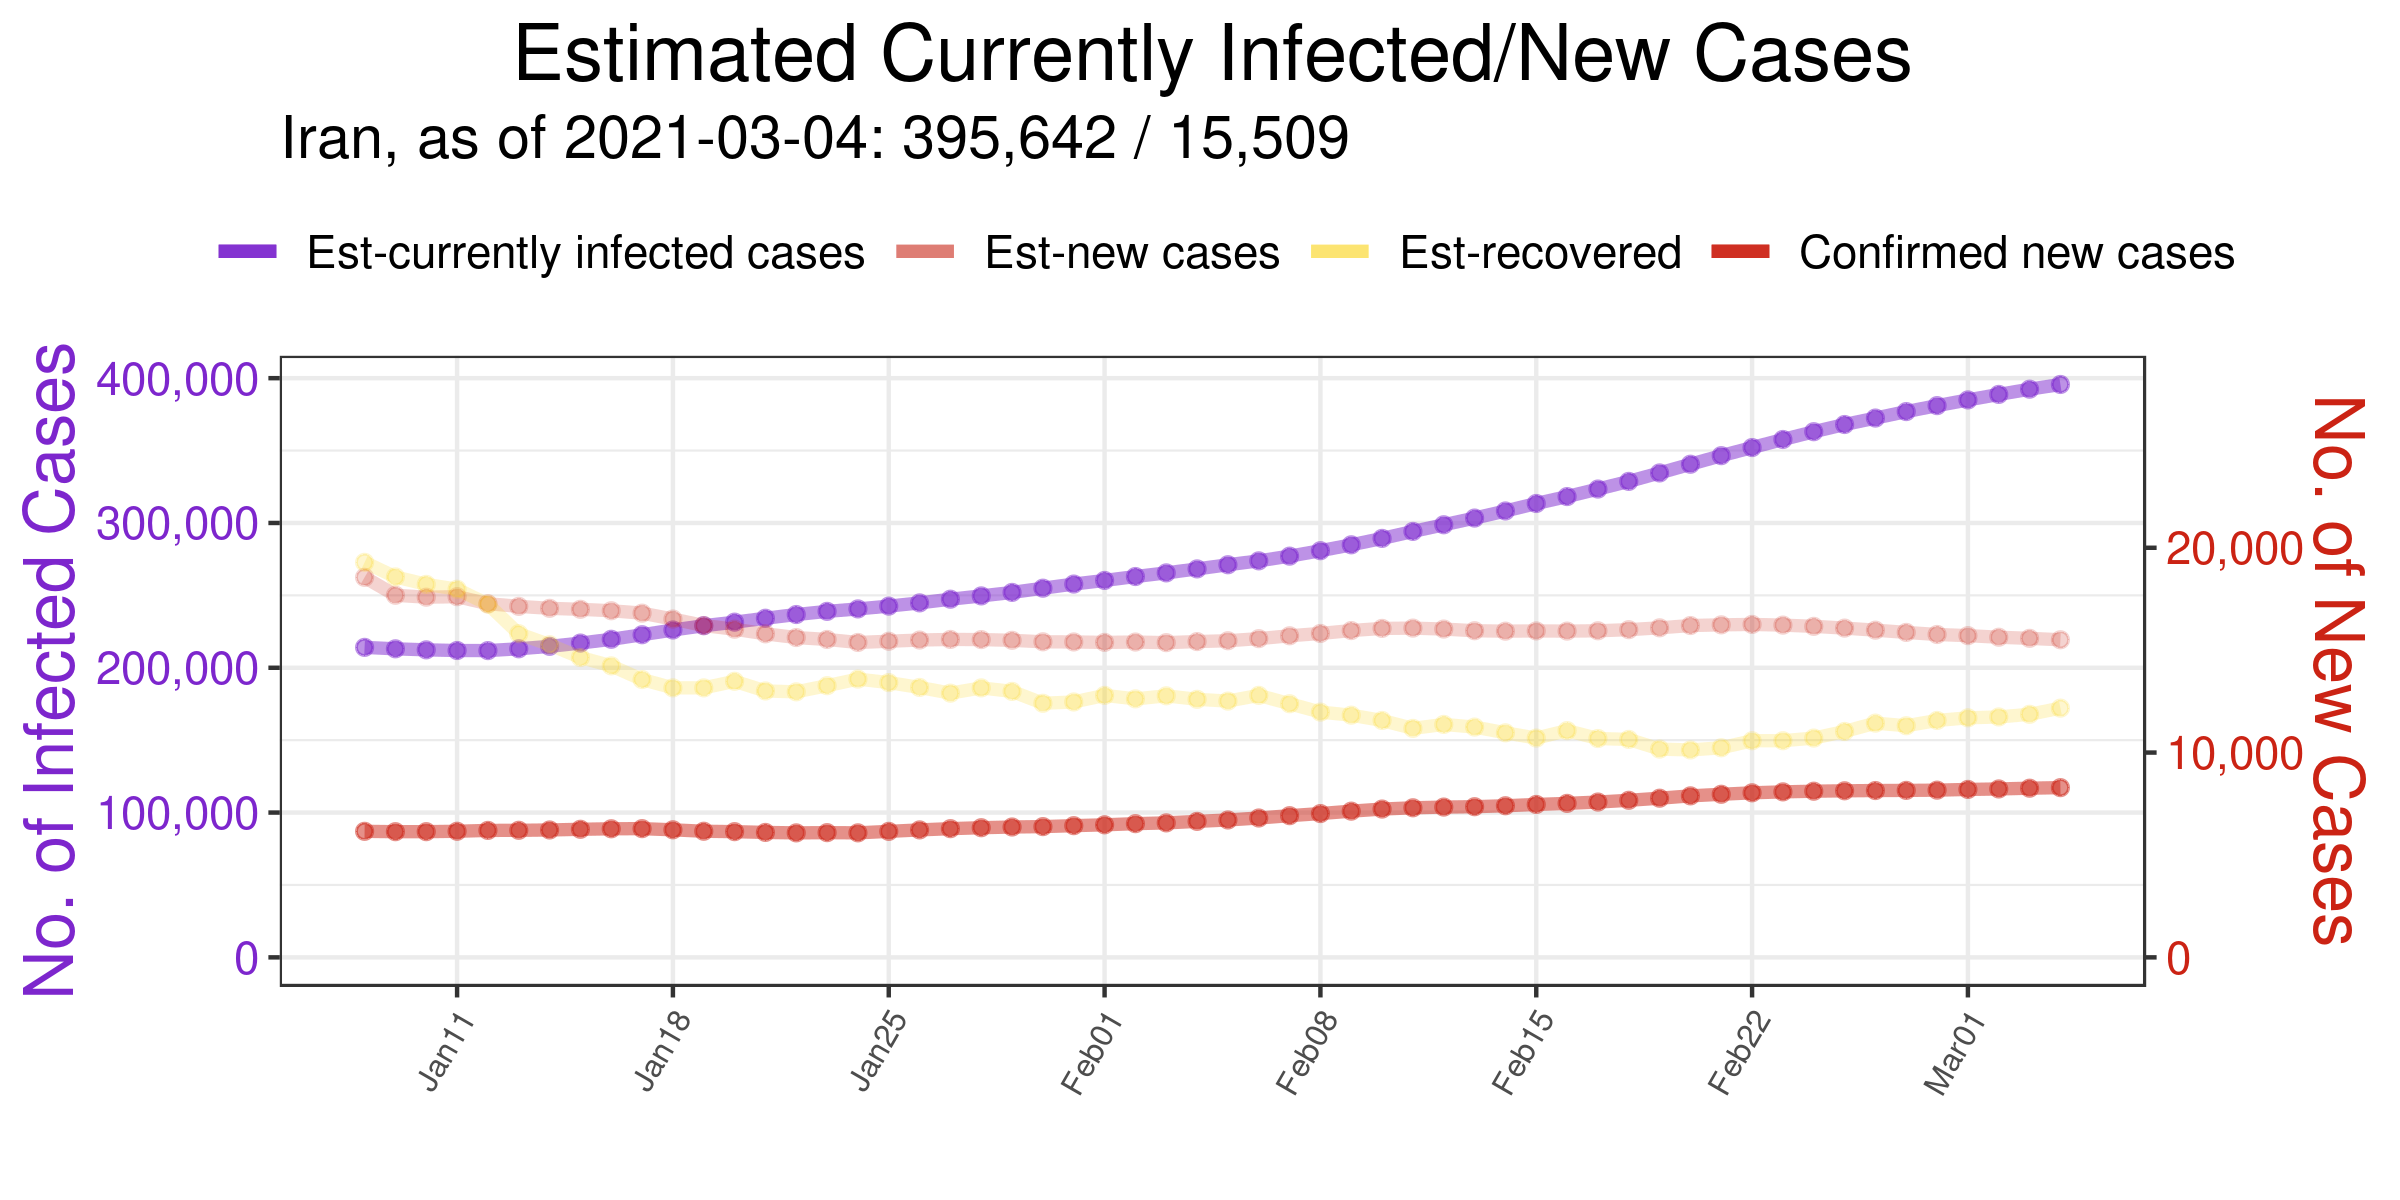 Estimated Currently Infected/New Cases
Iran, as of 2021-03-04: 395,642 / 15,509
Est-currently infected cases Est-new cases Est-recovered Confirmed new cases
No. of Infected Cases
400,000
300,000
200,000
100,000
0
20,000
10,000
0
No. of New Cases
Jan11 Jan18 Jan25 Feb01 Feb08 Feb15 Feb22 Mar01